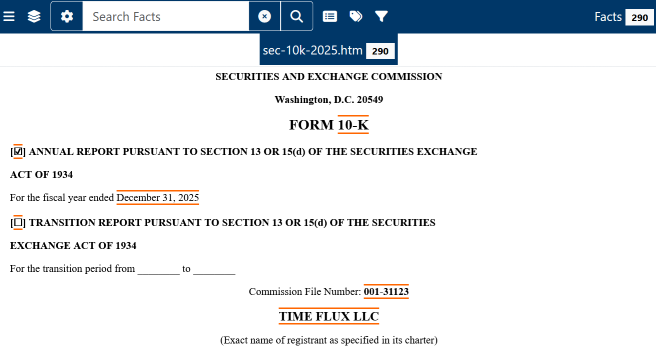 Search Facts
Facts 290
sec-10k-2025.htm 290
SECURITIES AND EXCHANGE COMMISSION
Washington, D.C. 20549
FORM 10-K
[☑] ANNUAL REPORT PURSUANT TO SECTION 13 OR 15(d) OF THE SECURITIES EXCHANGE
ACT OF 1934
For the fiscal year ended December 31, 2025
[☐] TRANSITION REPORT PURSUANT TO SECTION 13 OR 15(d) OF THE SECURITIES
EXCHANGE ACT OF 1934
For the transition period from ________ to ________
Commission File Number: 001-31123
TIME FLUX LLC
(Exact name of registrant as specified in its charter)